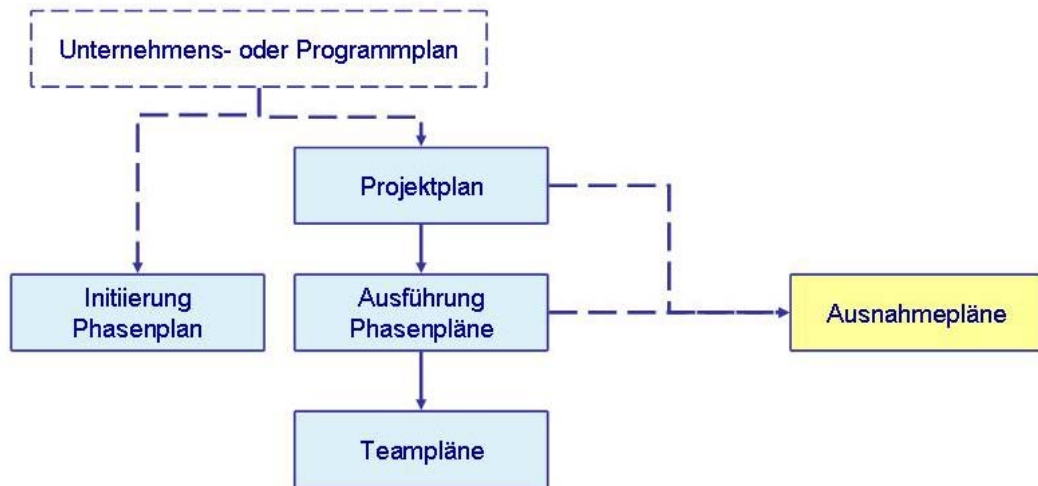 Unternehmens- oder Programmplan
Projektplan
Initiierung
Phasenplan
Ausführung
Phasenpläne
Ausnahmepläne
Teampläne